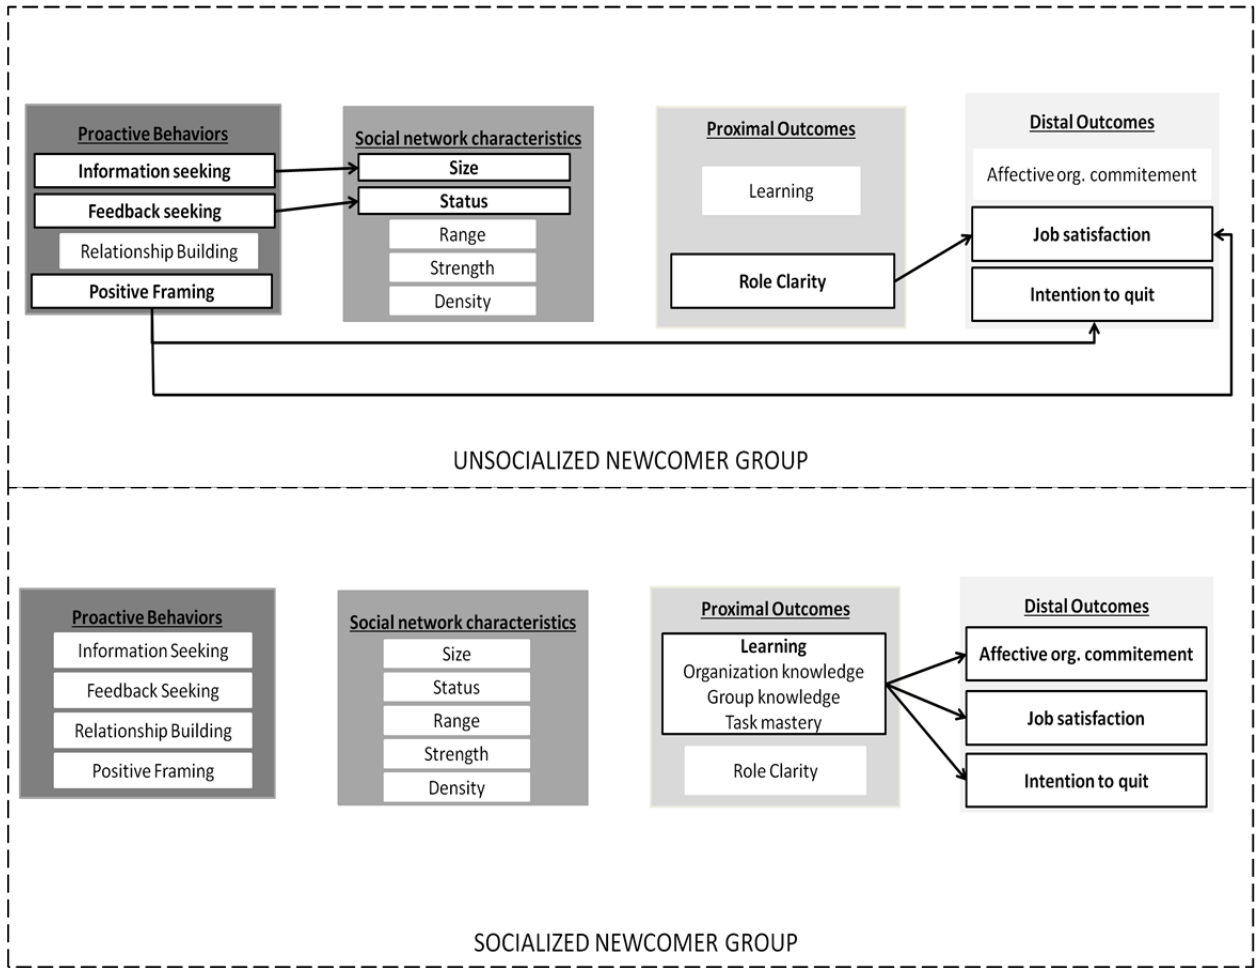 Proactive Behaviors
Information seeking
Feedback seeking
Relationship Building
Positive Framing
Social network characteristics
Size
Status
Range
Strength
Density
Proximal Outcomes
Learning
Role Clarity
Distal Outcomes
Affective org. commitement
Job satisfaction
Intention to quit
UNSOCIALIZED NEWCOMER GROUP
Proactive Behaviors
Information Seeking
Feedback Seeking
Relationship Building
Positive Framing
Social network characteristics
Size
Status
Range
Strength
Density
Proximal Outcomes
Learning
Organization knowledge
Group knowledge
Task mastery
Role Clarity
Distal Outcomes
Affective org. commitement
Job satisfaction
Intention to quit
SOCIALIZED NEWCOMER GROUP